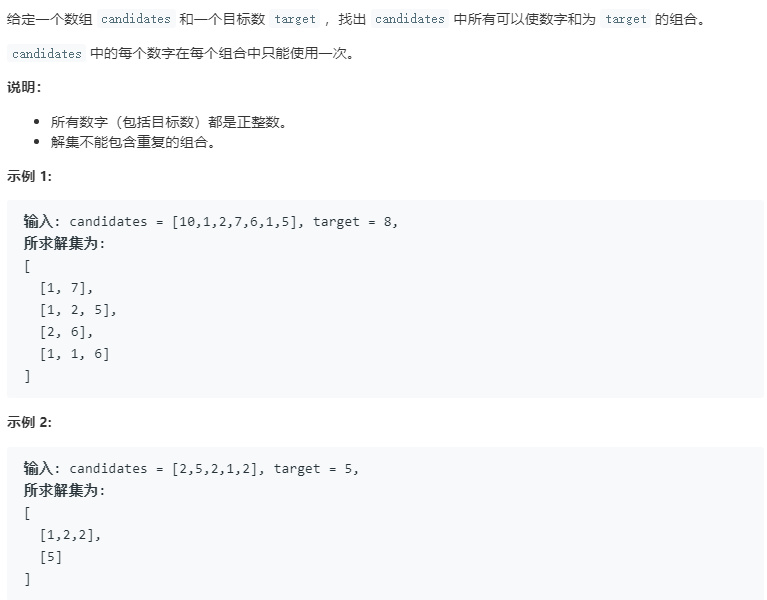 给定一个数组 candidates 和一个目标数 target ，找出 candidates 中所有可以使数字和为 target 的组合。
candidates 中的每个数字在每个组合中只能使用一次。
说明：
• 所有数字（包括目标数）都是正整数。
• 解集不能包含重复的组合。
示例 1:
输入: candidates = [10,1,2,7,6,1,5], target = 8,
所求解集为:
[
[1, 7],
[1, 2, 5],
[2, 6],
[1, 1, 6]
]
示例 2:
输入: candidates = [2,5,2,1,2], target = 5,
所求解集为:
[
[1,2,2],
[5]
]